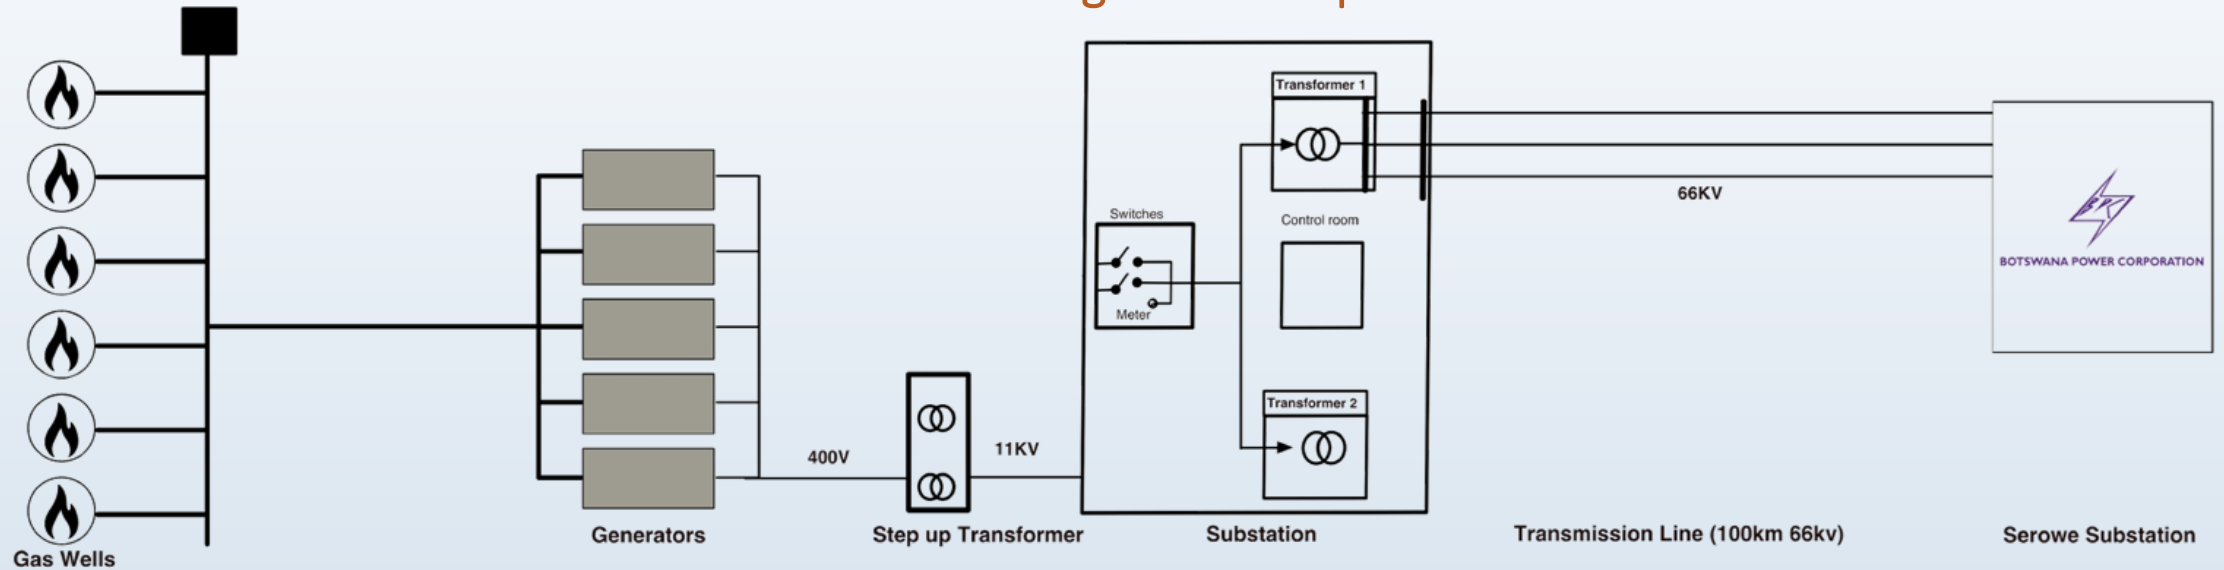 Transformer 1
Switches
Control room
Meter
66KV
BPC
BOTSWANA POWER CORPORATION
Transformer 2
400V
11KV
Gas Wells
Generators
Step up Transformer
Substation
Transmission Line (100km 66kv)
Serowe Substation